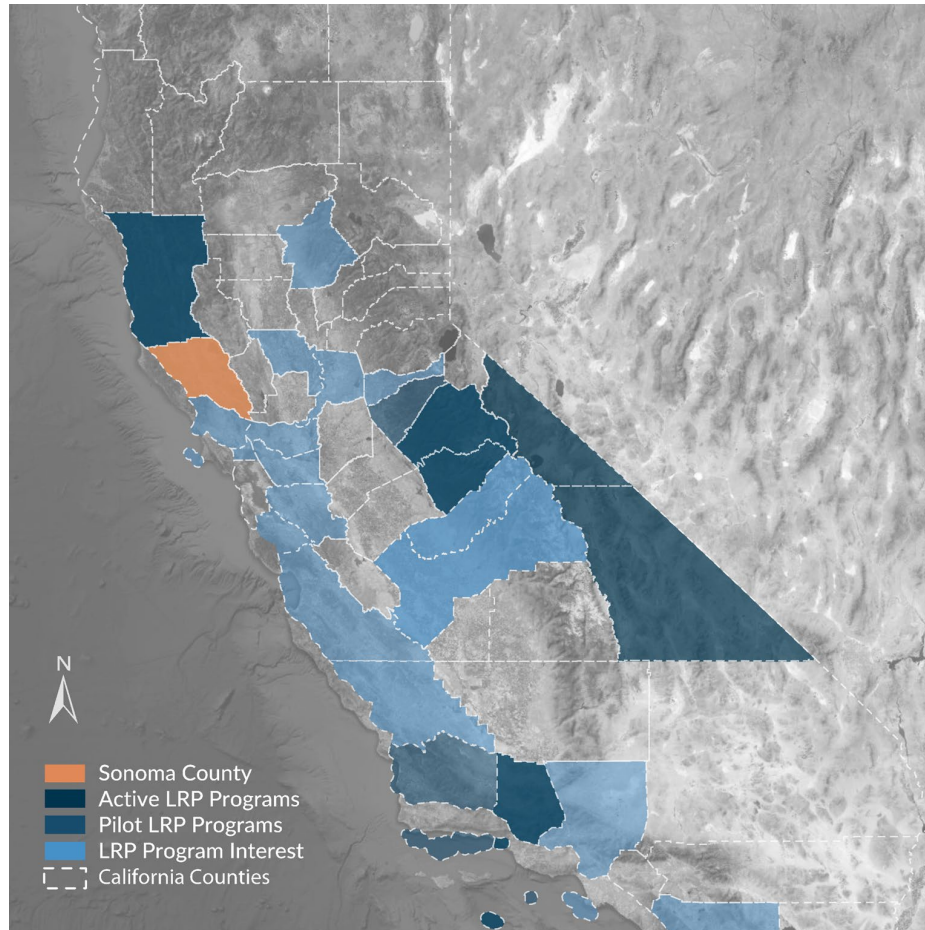 N
Sonoma County
Active LRP Programs
Pilot LRP Programs
LRP Program Interest
California Counties